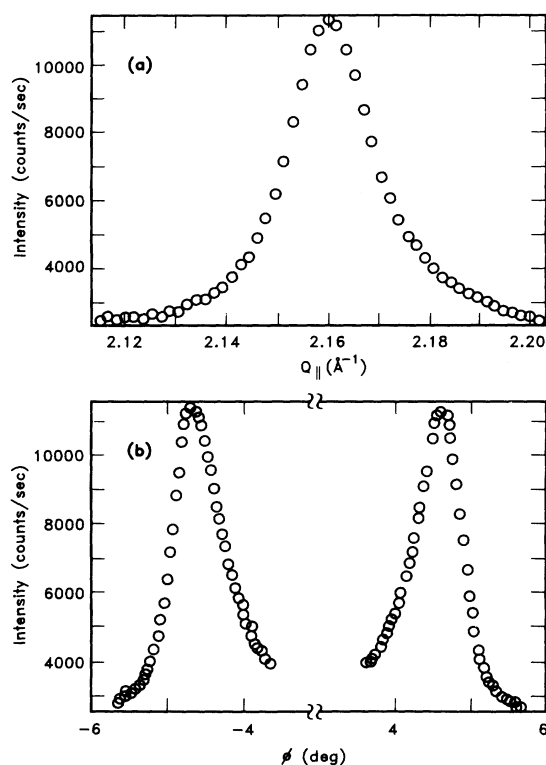 (a)
Intensity (counts/sec)
10000
8000
6000
4000
2.12
2.14
2.16
2.18
2.20
Q∥(Å⁻¹)
(b)
Intensity (counts/sec)
10000
8000
6000
4000
-6
-4
4
6
ϕ (deg)